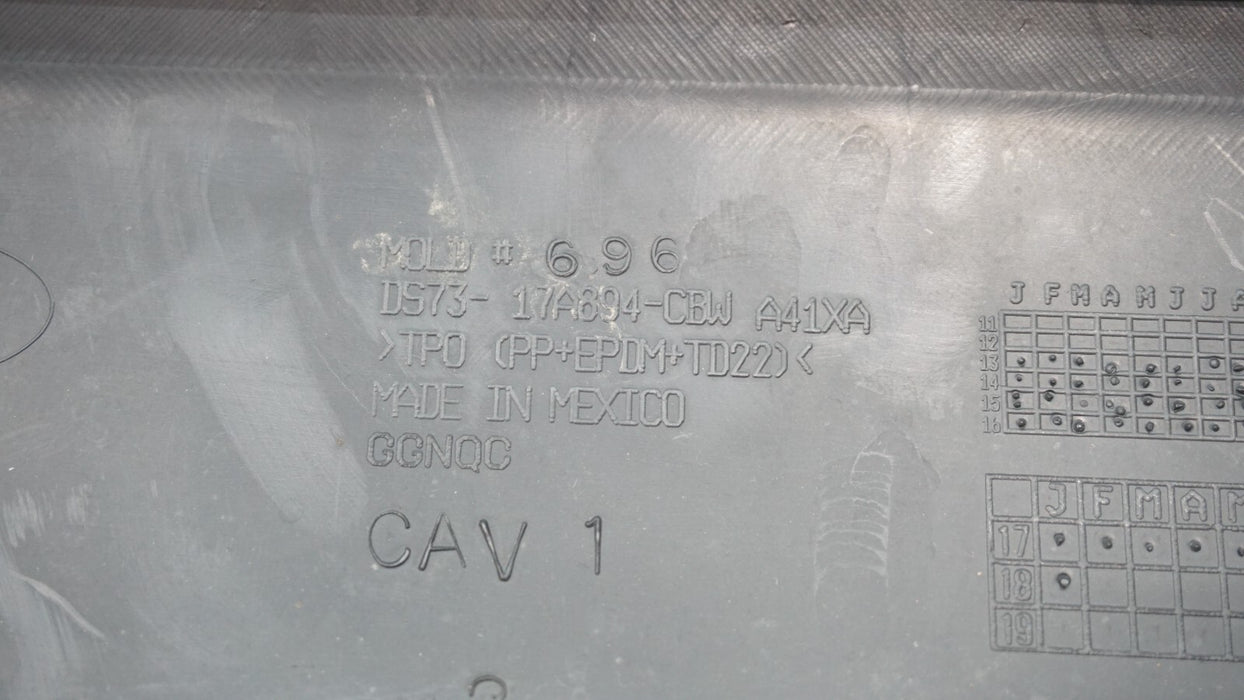 MOLD # 696
DS73- 17A894-CBW A41XA
>TPO (PP+EPDM+TD22)<
MADE IN MEXICO
GGNQC
CAV 1
J F M A M J J A
11
12
13
14
15
16
J F M A M
17
18
19